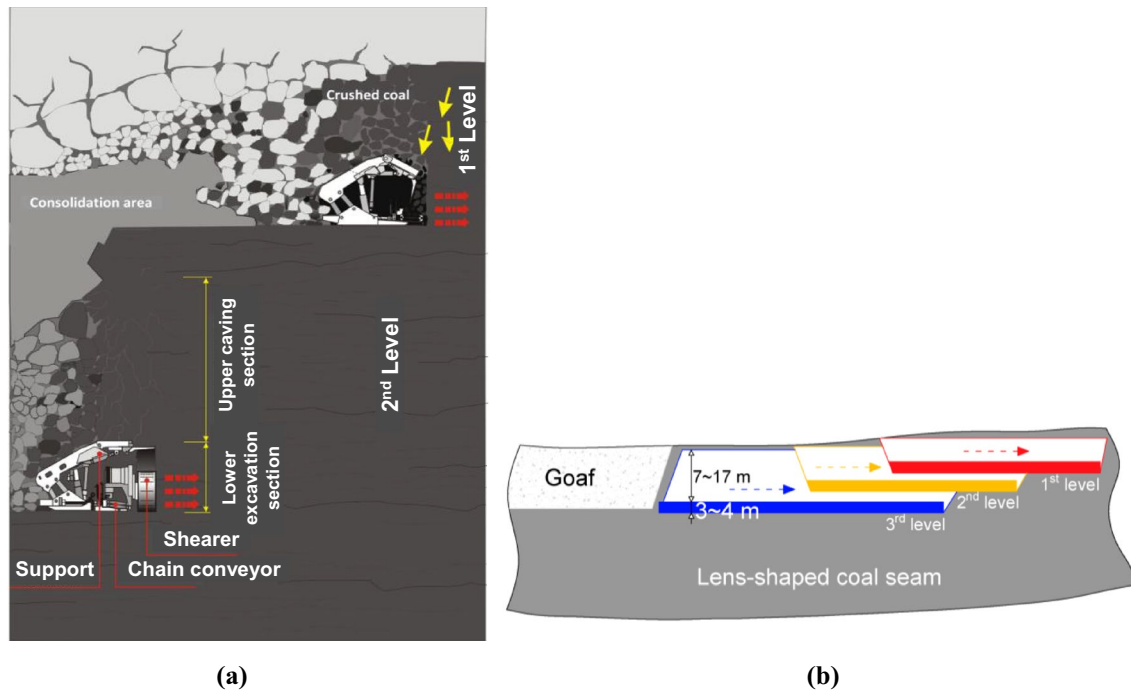 Crushed coal
1st Level
Consolidation area
Upper caving
section
2nd Level
Lower
excavation
section
Shearer
Support
Chain conveyor
(a)
Goaf
7~17 m
3~4 m
1st level
2nd level
3rd level
Lens-shaped coal seam
(b)